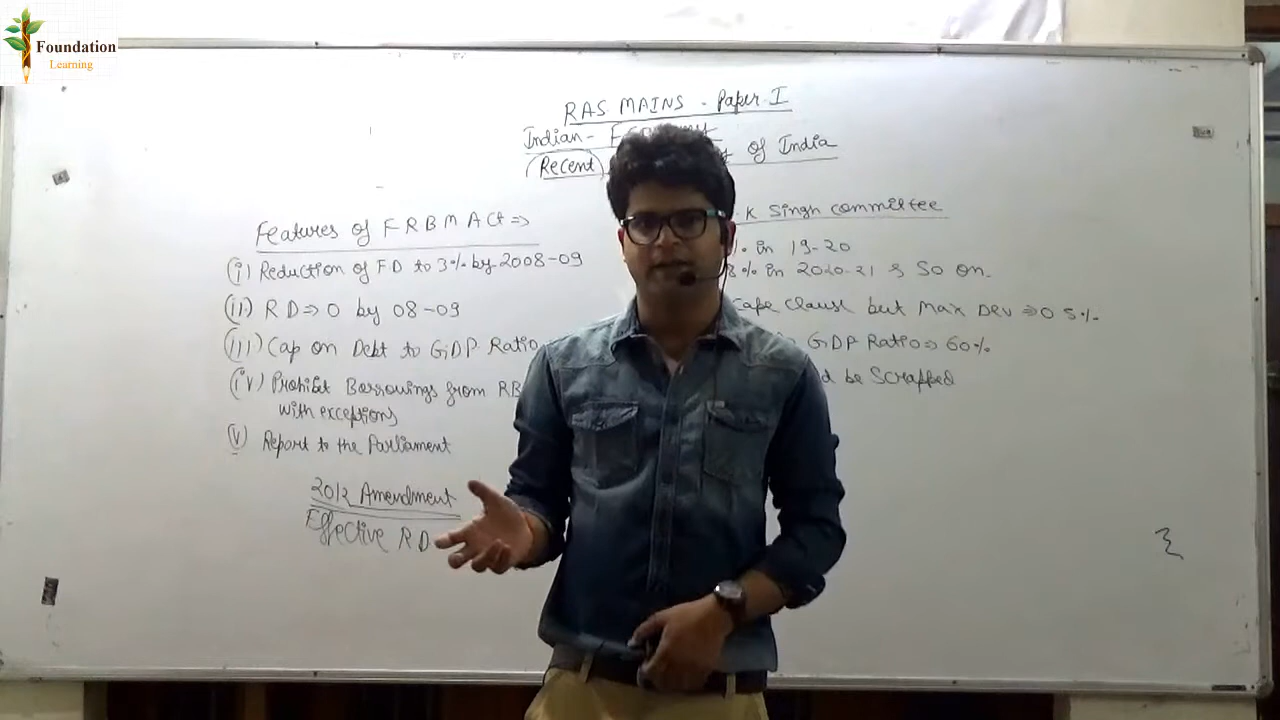 Foundation
Learning
RAS MAINS - Paper I
Indian - Economy
(Recent) of India
Features of FRBM Act ⇒
(i) Reduction of FD to 3% by 2008-09
(ii) RD ⇒ 0 by 08-09
(iii) Cap on Debt to GDP Ratio
(iv) Prohibit Borrowings from RB
with exceptions
(v) Report to the Parliament
2012 Amendment
Effective RD
K Singh committee
% in 19-20
8% in 2020-21 & So on.
cape Clause but Max Dev ⇒ 0 5%
GDP Ratio ⇒ 60%
d be Scrapped